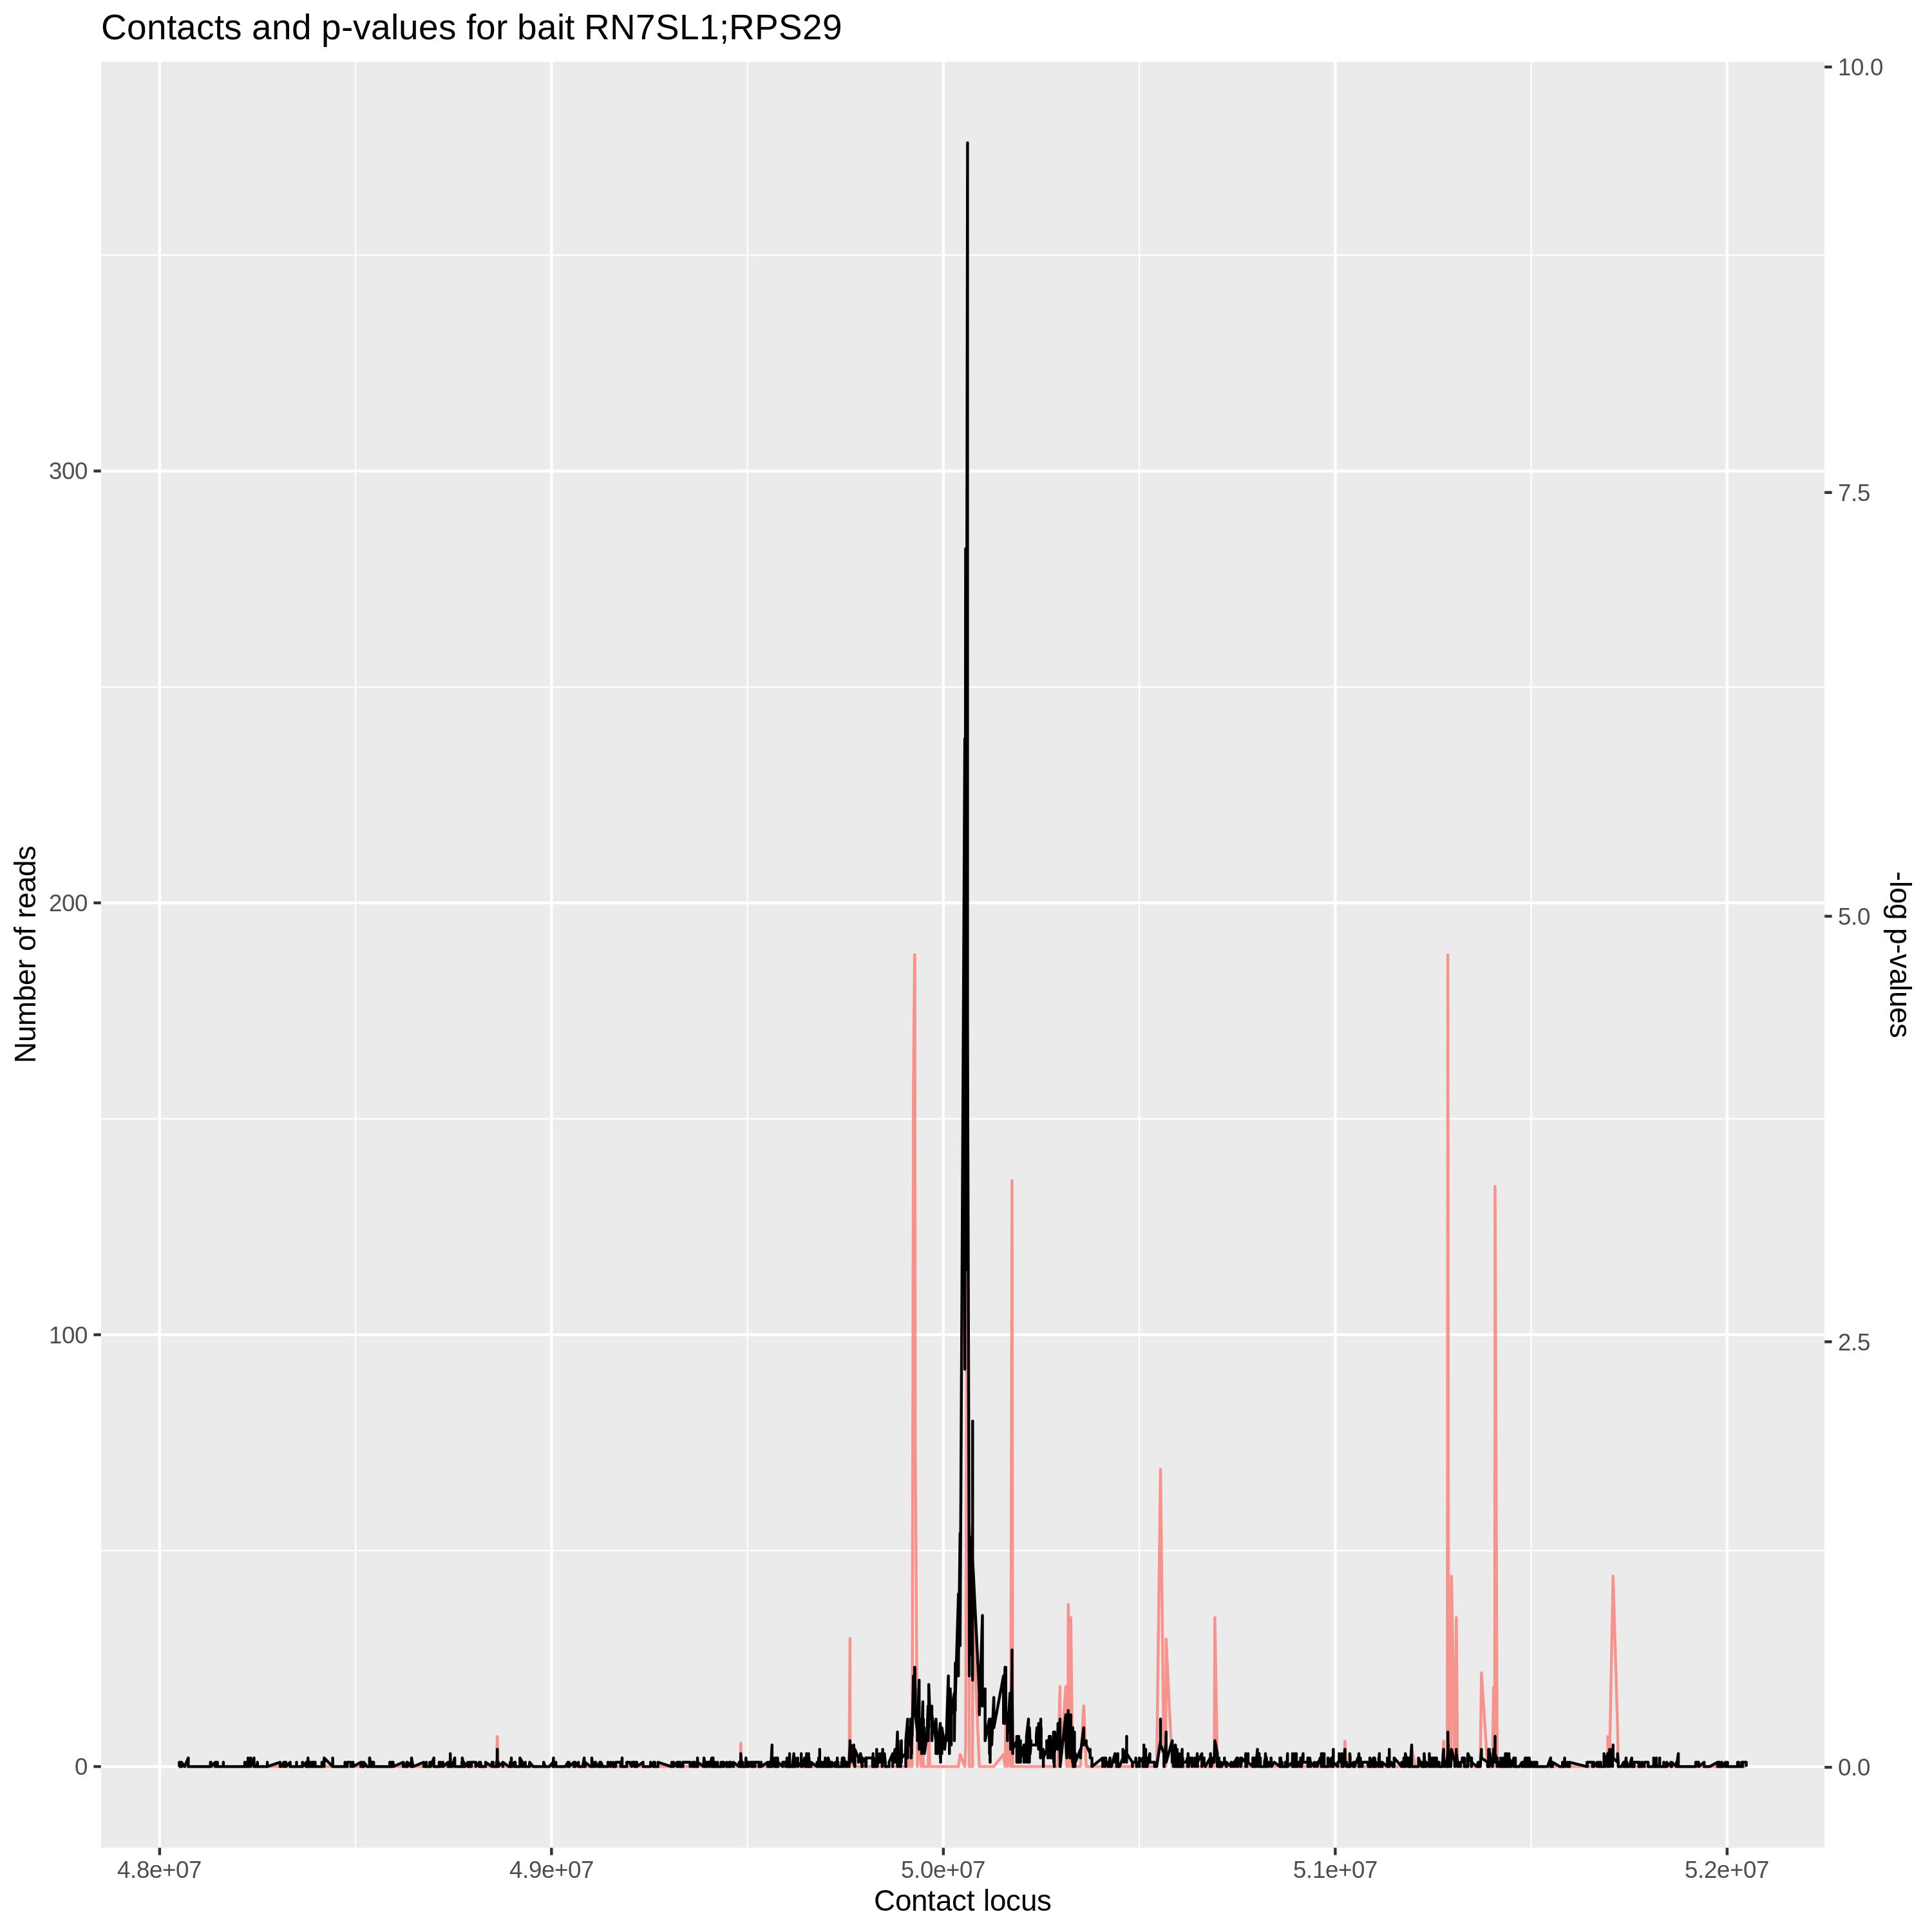 Contacts and p-values for bait RN7SL1;RPS29
Number of reads
300
200
100
0
10.0
7.5
5.0
2.5
0.0
-log p-values
4.8e+07
4.9e+07
5.0e+07
5.1e+07
5.2e+07
Contact locus